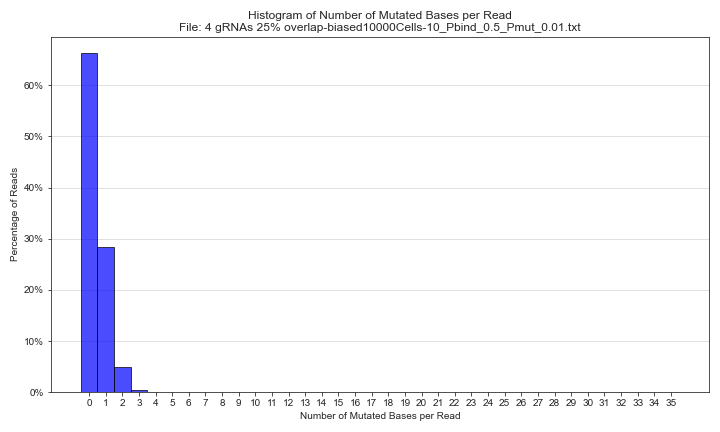 Histogram of Number of Mutated Bases per Read
File: 4 gRNAs 25% overlap-biased10000Cells-10_Pbind_0.5_Pmut_0.01.txt
Percentage of Reads
60%
50%
40%
30%
20%
10%
0%
0 1 2 3 4 5 6 7 8 9 10 11 12 13 14 15 16 17 18 19 20 21 22 23 24 25 26 27 28 29 30 31 32 33 34 35
Number of Mutated Bases per Read